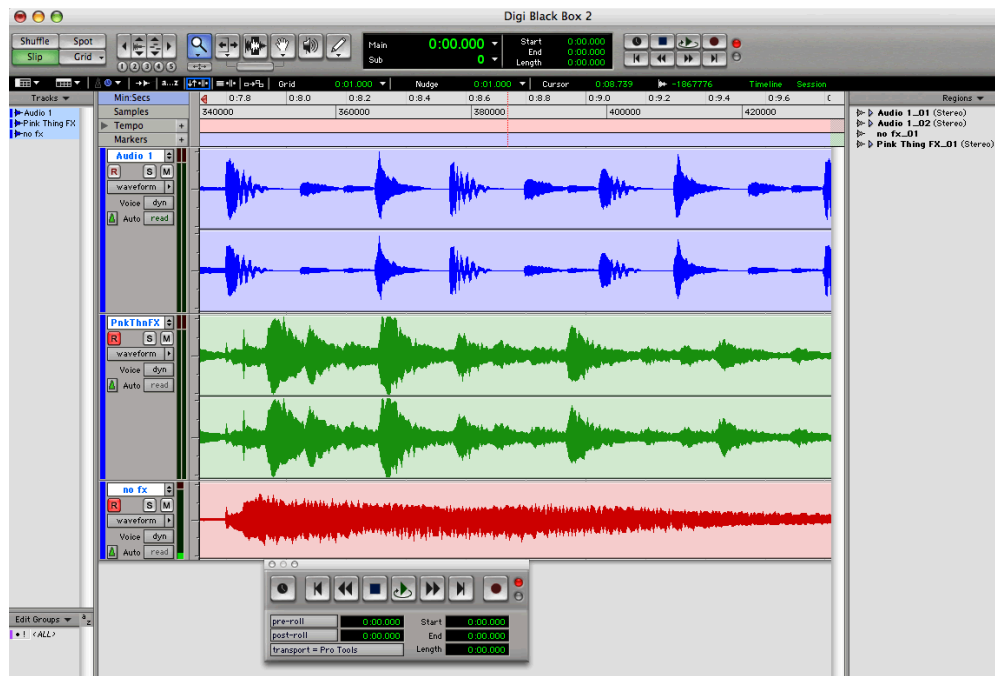 Digi Black Box 2
Shuffle Spot
Slip Grid
1 2 3 4 5
Main 0:00.000
Sub 0
Start 0:00.000
End 0:00.000
Length 0:00.000
a...z
Grid 0:01.000 Nudge 0:01.000 Cursor 0:08.739 -1867776 Timeline Session
Tracks
Audio 1
Pink Thing FX
no fx
Min:Secs 0:7.8 0:8.0 0:8.2 0:8.4 0:8.6 0:8.8 0:9.0 0:9.2 0:9.4 0:9.6
Samples 340000 360000 380000 400000 420000
Tempo +
Markers +
Audio 1
R S M
waveform
Voice dyn
Auto read
PnkThnFX
R S M
waveform
Voice dyn
Auto read
no fx
R S M
waveform
Voice dyn
Auto read
Regions
Audio 1_01 (Stereo)
Audio 1_02 (Stereo)
no fx_01
Pink Thing FX_01 (Stereo)
pre-roll 0:00.000 Start 0:00.000
post-roll 0:00.000 End 0:00.000
transport = Pro Tools Length 0:00.000
Edit Groups a z
! <ALL>